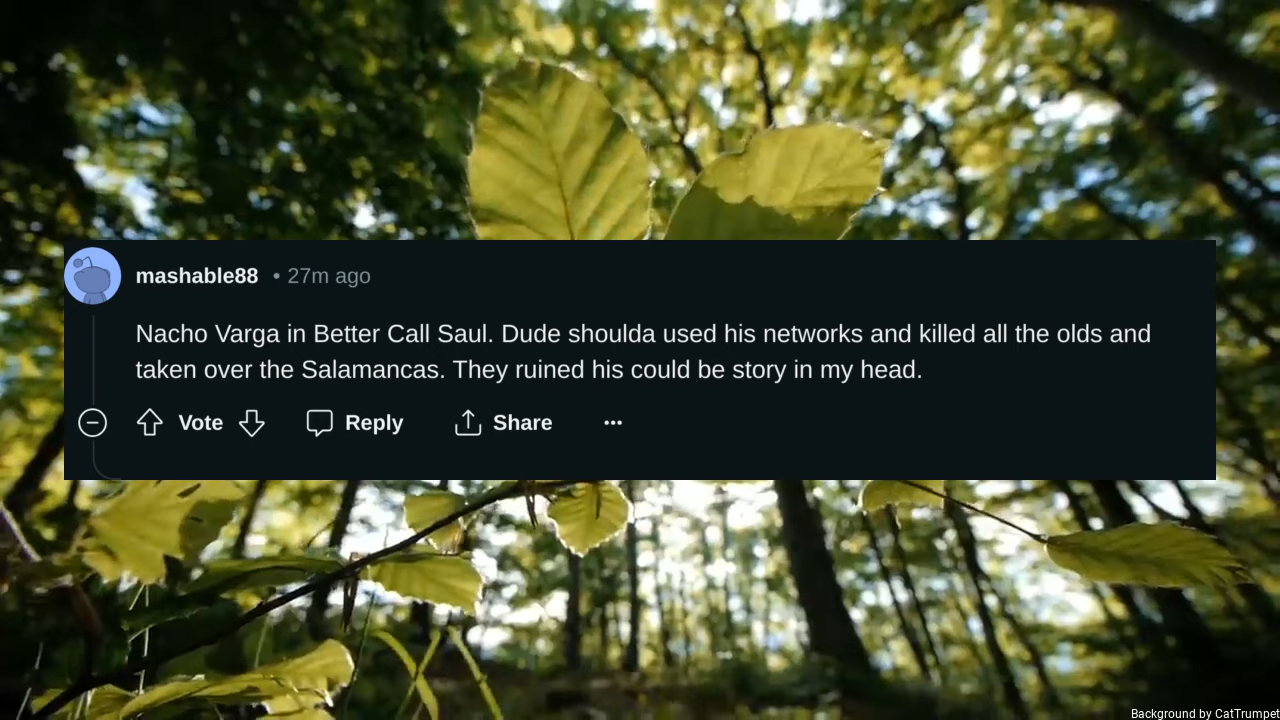 mashable88 • 27m ago
Nacho Varga in Better Call Saul. Dude shoulda used his networks and killed all the olds and
taken over the Salamancas. They ruined his could be story in my head.
Vote Reply Share ...
Background by CatTrumpet